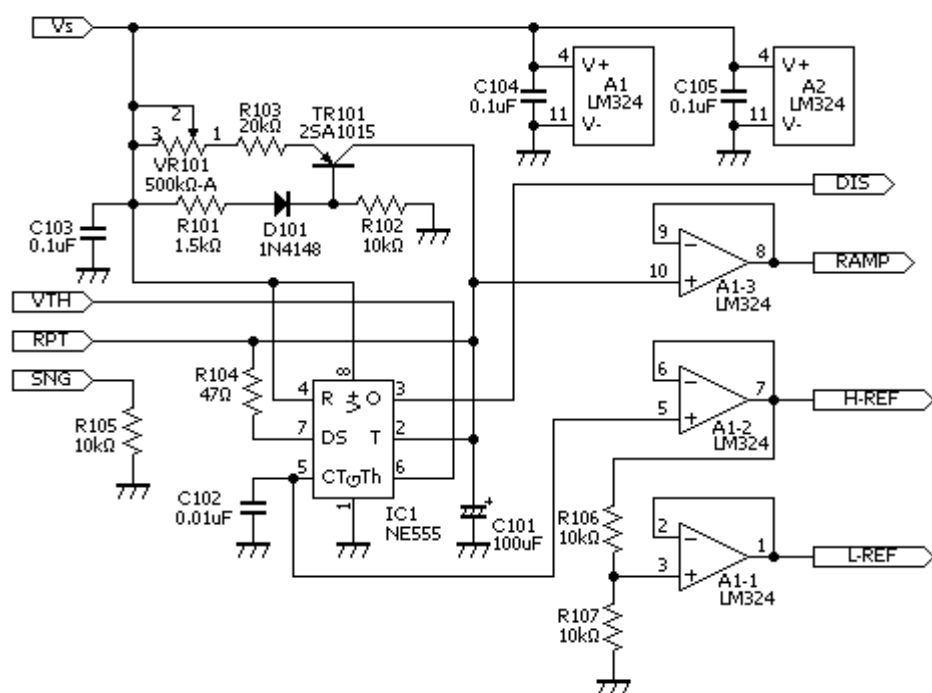 Vs
4
V+
A1
LM324
C104
0.1uF
11
V-
4
V+
A2
LM324
C105
0.1uF
11
V-
R103
20kΩ
TR101
2SA1015
2
3
1
VR101
500kΩ-A
DIS
C103
0.1uF
R101
1.5kΩ
D101
1N4148
R102
10kΩ
9
8
10
RAMP
A1-3
LM324
VTH
RPT
SNG
R104
47Ω
R105
10kΩ
8
4
R
V+
O
3
7
DS
T
2
5
CT
G
Th
6
1
IC1
NE555
C102
0.01uF
C101
100uF
+
6
7
5
H-REF
A1-2
LM324
R106
10kΩ
2
1
3
L-REF
A1-1
LM324
R107
10kΩ